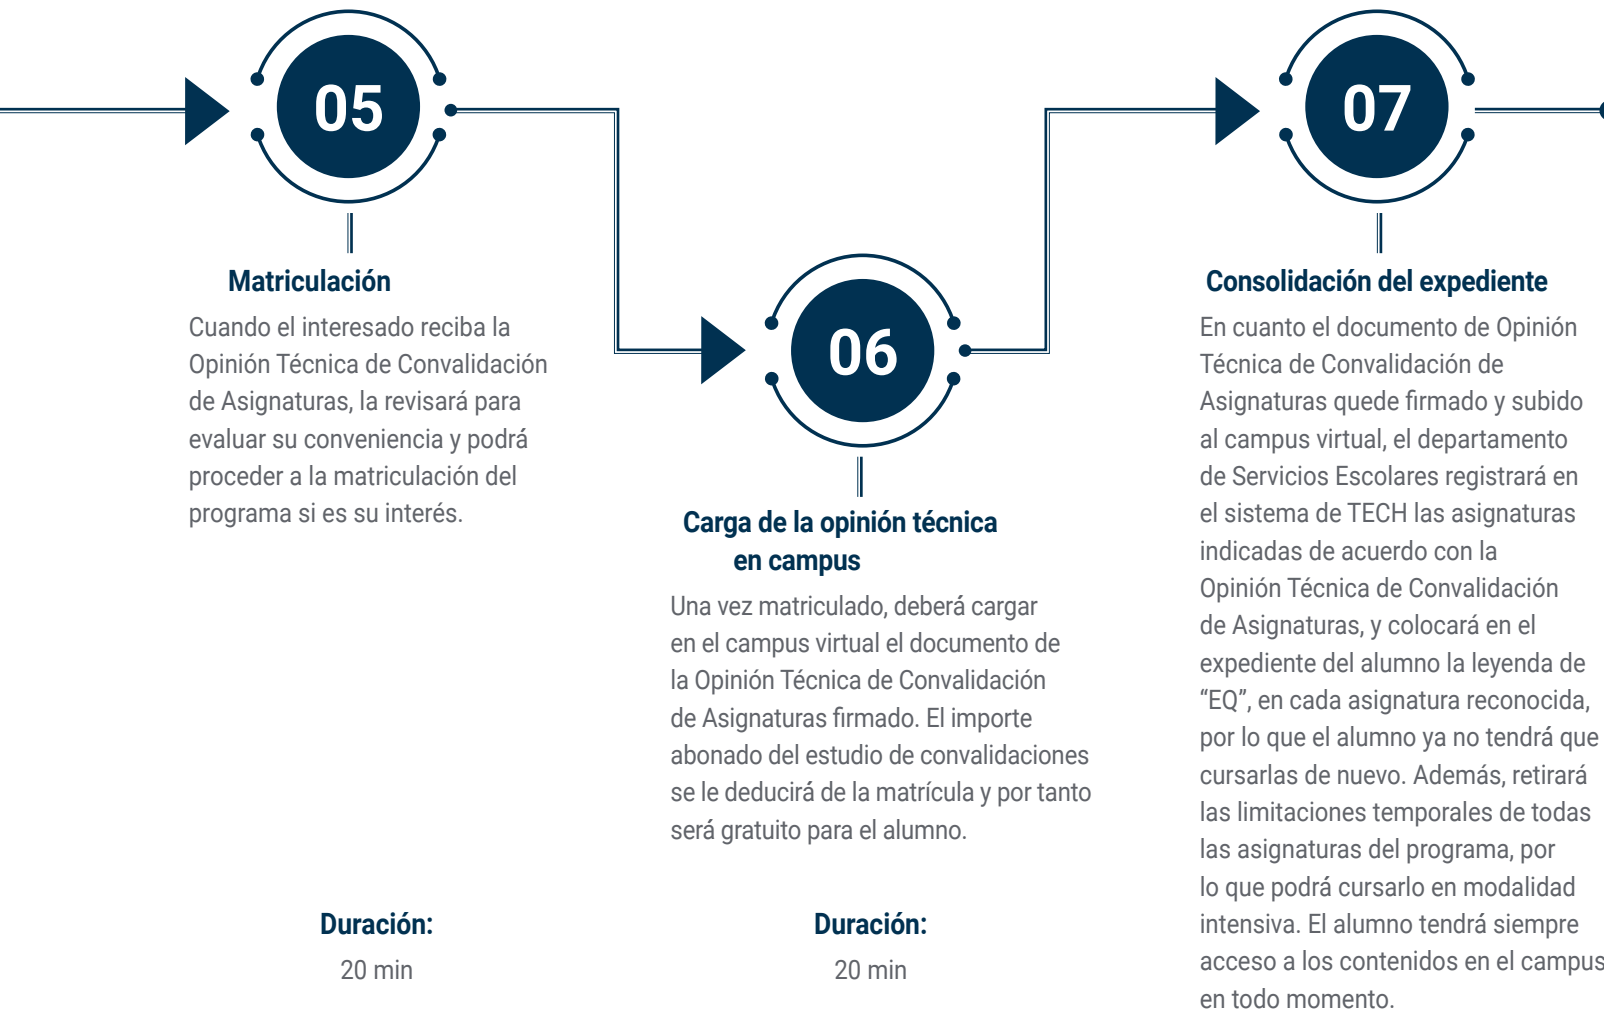 05
Matriculación
Cuando el interesado reciba la
Opinión Técnica de Convalidación
de Asignaturas, la revisará para
evaluar su conveniencia y podrá
proceder a la matriculación del
programa si es su interés.
Duración:
20 min
06
Carga de la opinión técnica
en campus
Una vez matriculado, deberá cargar
en el campus virtual el documento de
la Opinión Técnica de Convalidación
de Asignaturas firmado. El importe
abonado del estudio de convalidaciones
se le deducirá de la matrícula y por tanto
será gratuito para el alumno.
Duración:
20 min
07
Consolidación del expediente
En cuanto el documento de Opinión
Técnica de Convalidación de
Asignaturas quede firmado y subido
al campus virtual, el departamento
de Servicios Escolares registrará en
el sistema de TECH las asignaturas
indicadas de acuerdo con la
Opinión Técnica de Convalidación
de Asignaturas, y colocará en el
expediente del alumno la leyenda de
“EQ”, en cada asignatura reconocida,
por lo que el alumno ya no tendrá que
cursarlas de nuevo. Además, retirará
las limitaciones temporales de todas
las asignaturas del programa, por
lo que podrá cursarlo en modalidad
intensiva. El alumno tendrá siempre
acceso a los contenidos en el campus
en todo momento.